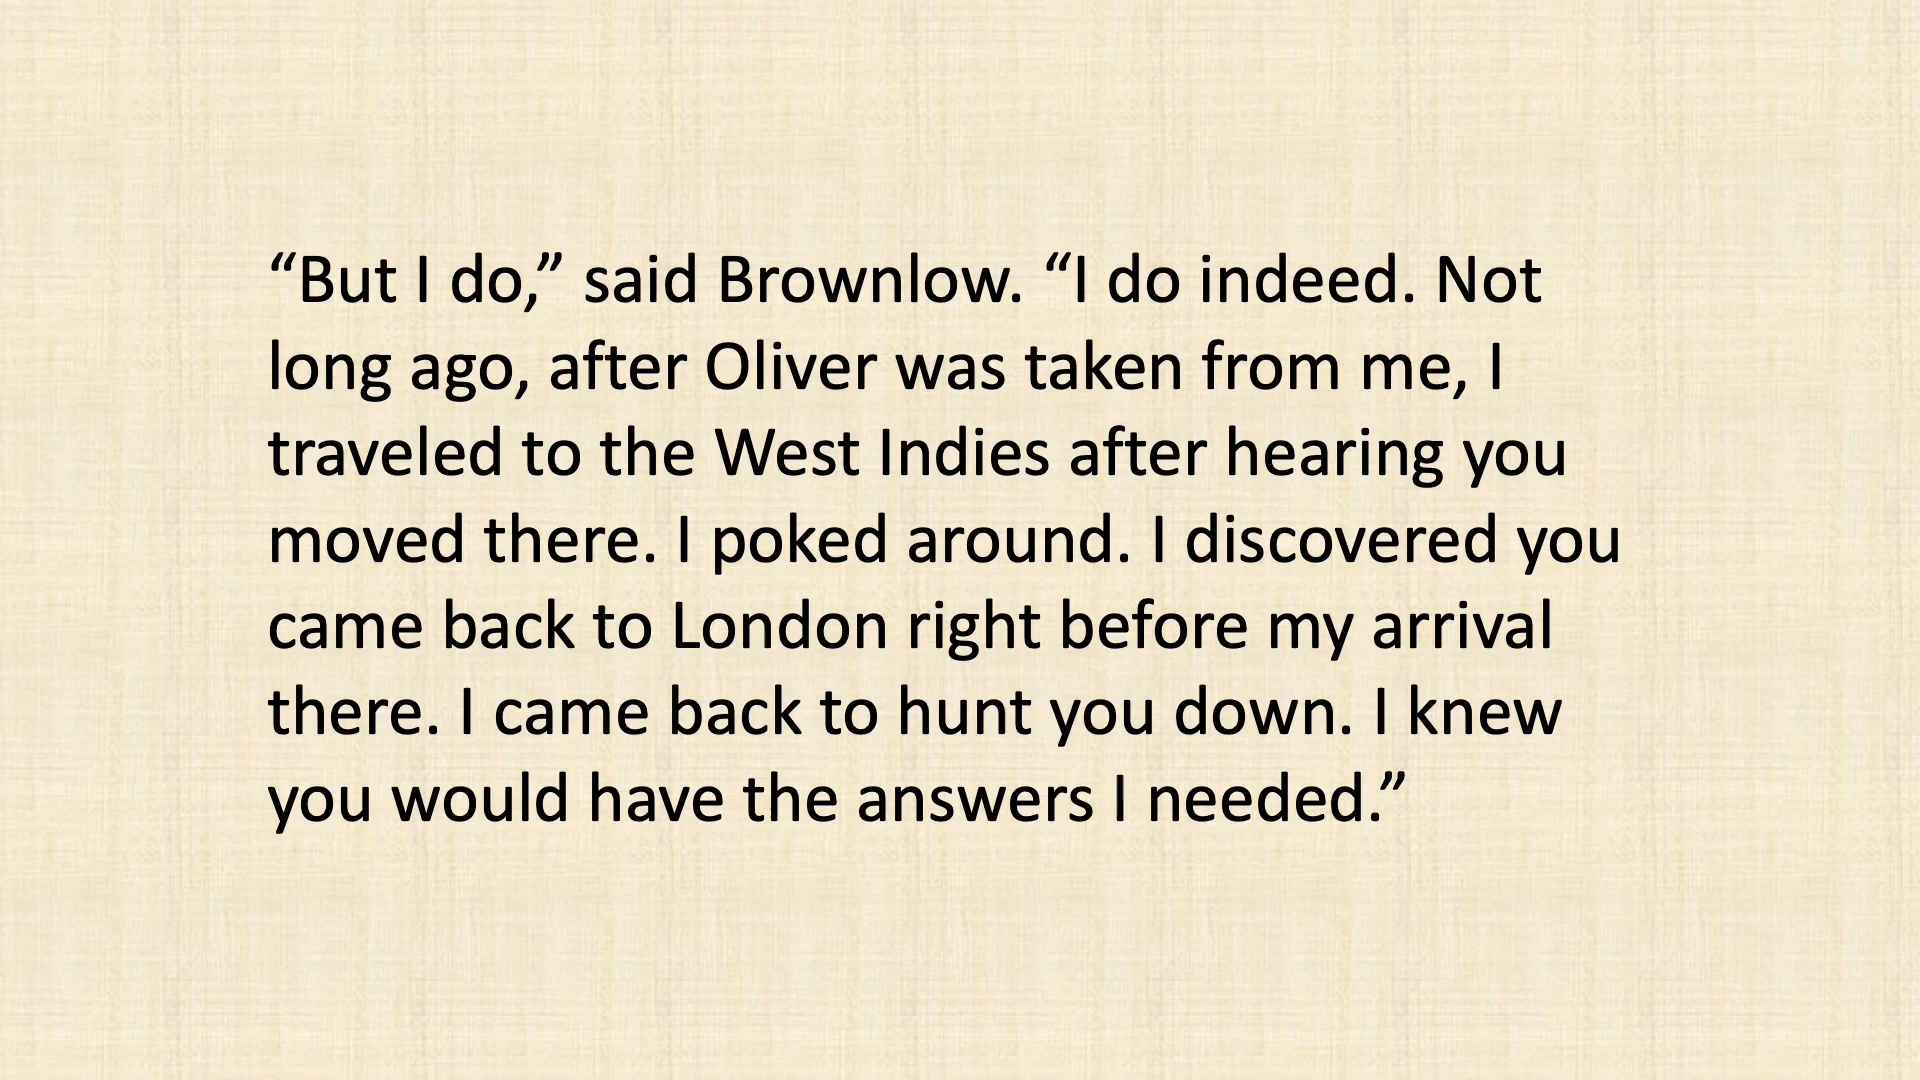 “But I do,” said Brownlow. “I do indeed. Not
long ago, after Oliver was taken from me, I
traveled to the West Indies after hearing you
moved there. I poked around. I discovered you
came back to London right before my arrival
there. I came back to hunt you down. I knew
you would have the answers I needed.”